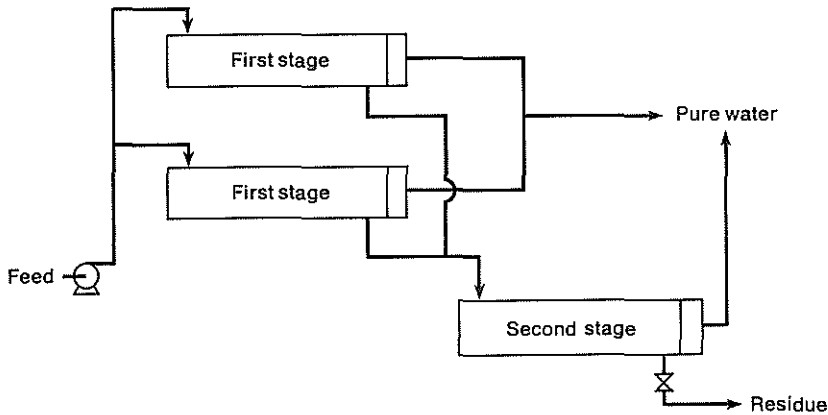 First stage
Pure water
First stage
Feed
Second stage
Residue